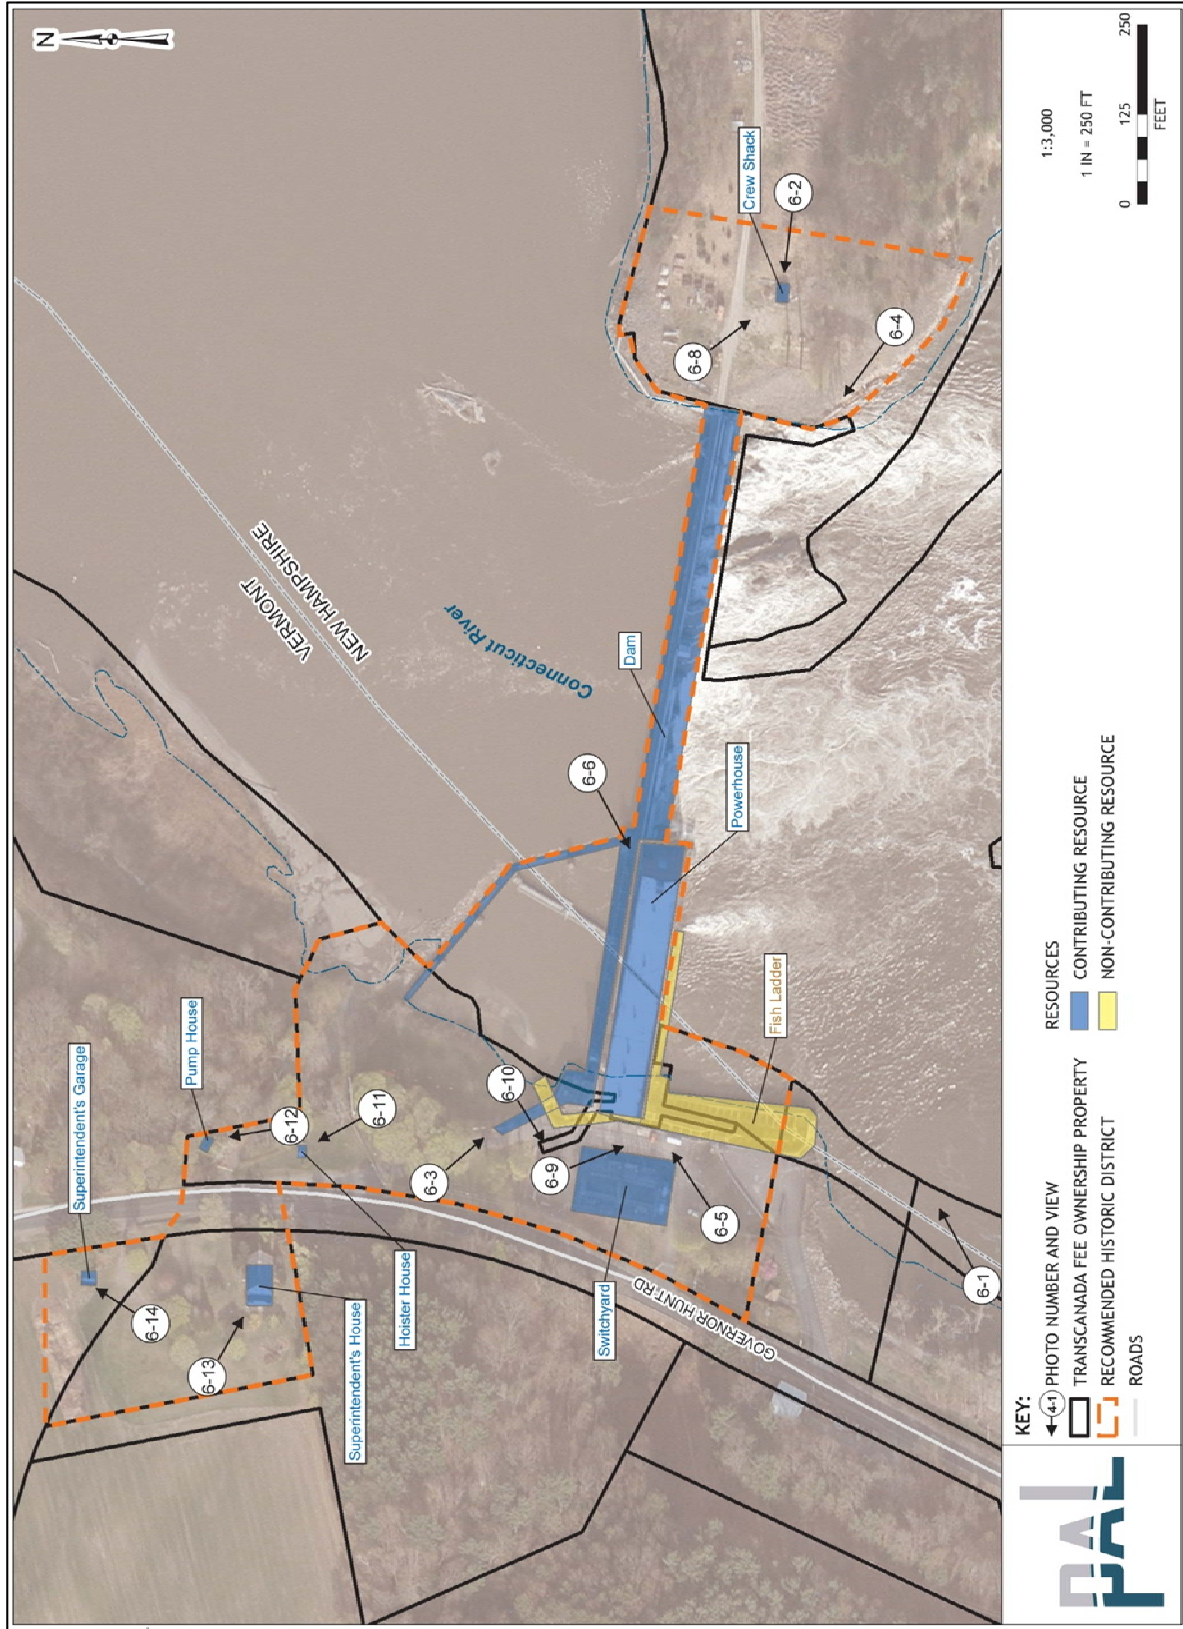 N
Superintendent's Garage
Pump House
6-12
6-11
6-14
6-13
Superintendent's House
Hoister House
6-3
6-10
6-9
6-5
Switchyard
GOVERNOR HUNT RD
6-1
Fish Ladder
Powerhouse
6-6
Dam
Connecticut River
VERMONT
NEW HAMPSHIRE
6-8
6-4
Crew Shack
6-2
PAL
KEY:
4-1 PHOTO NUMBER AND VIEW
TRANSCANADA FEE OWNERSHIP PROPERTY
RECOMMENDED HISTORIC DISTRICT
ROADS
RESOURCES
CONTRIBUTING RESOURCE
NON-CONTRIBUTING RESOURCE
1:3,000
1 IN = 250 FT
0 125 250
FEET